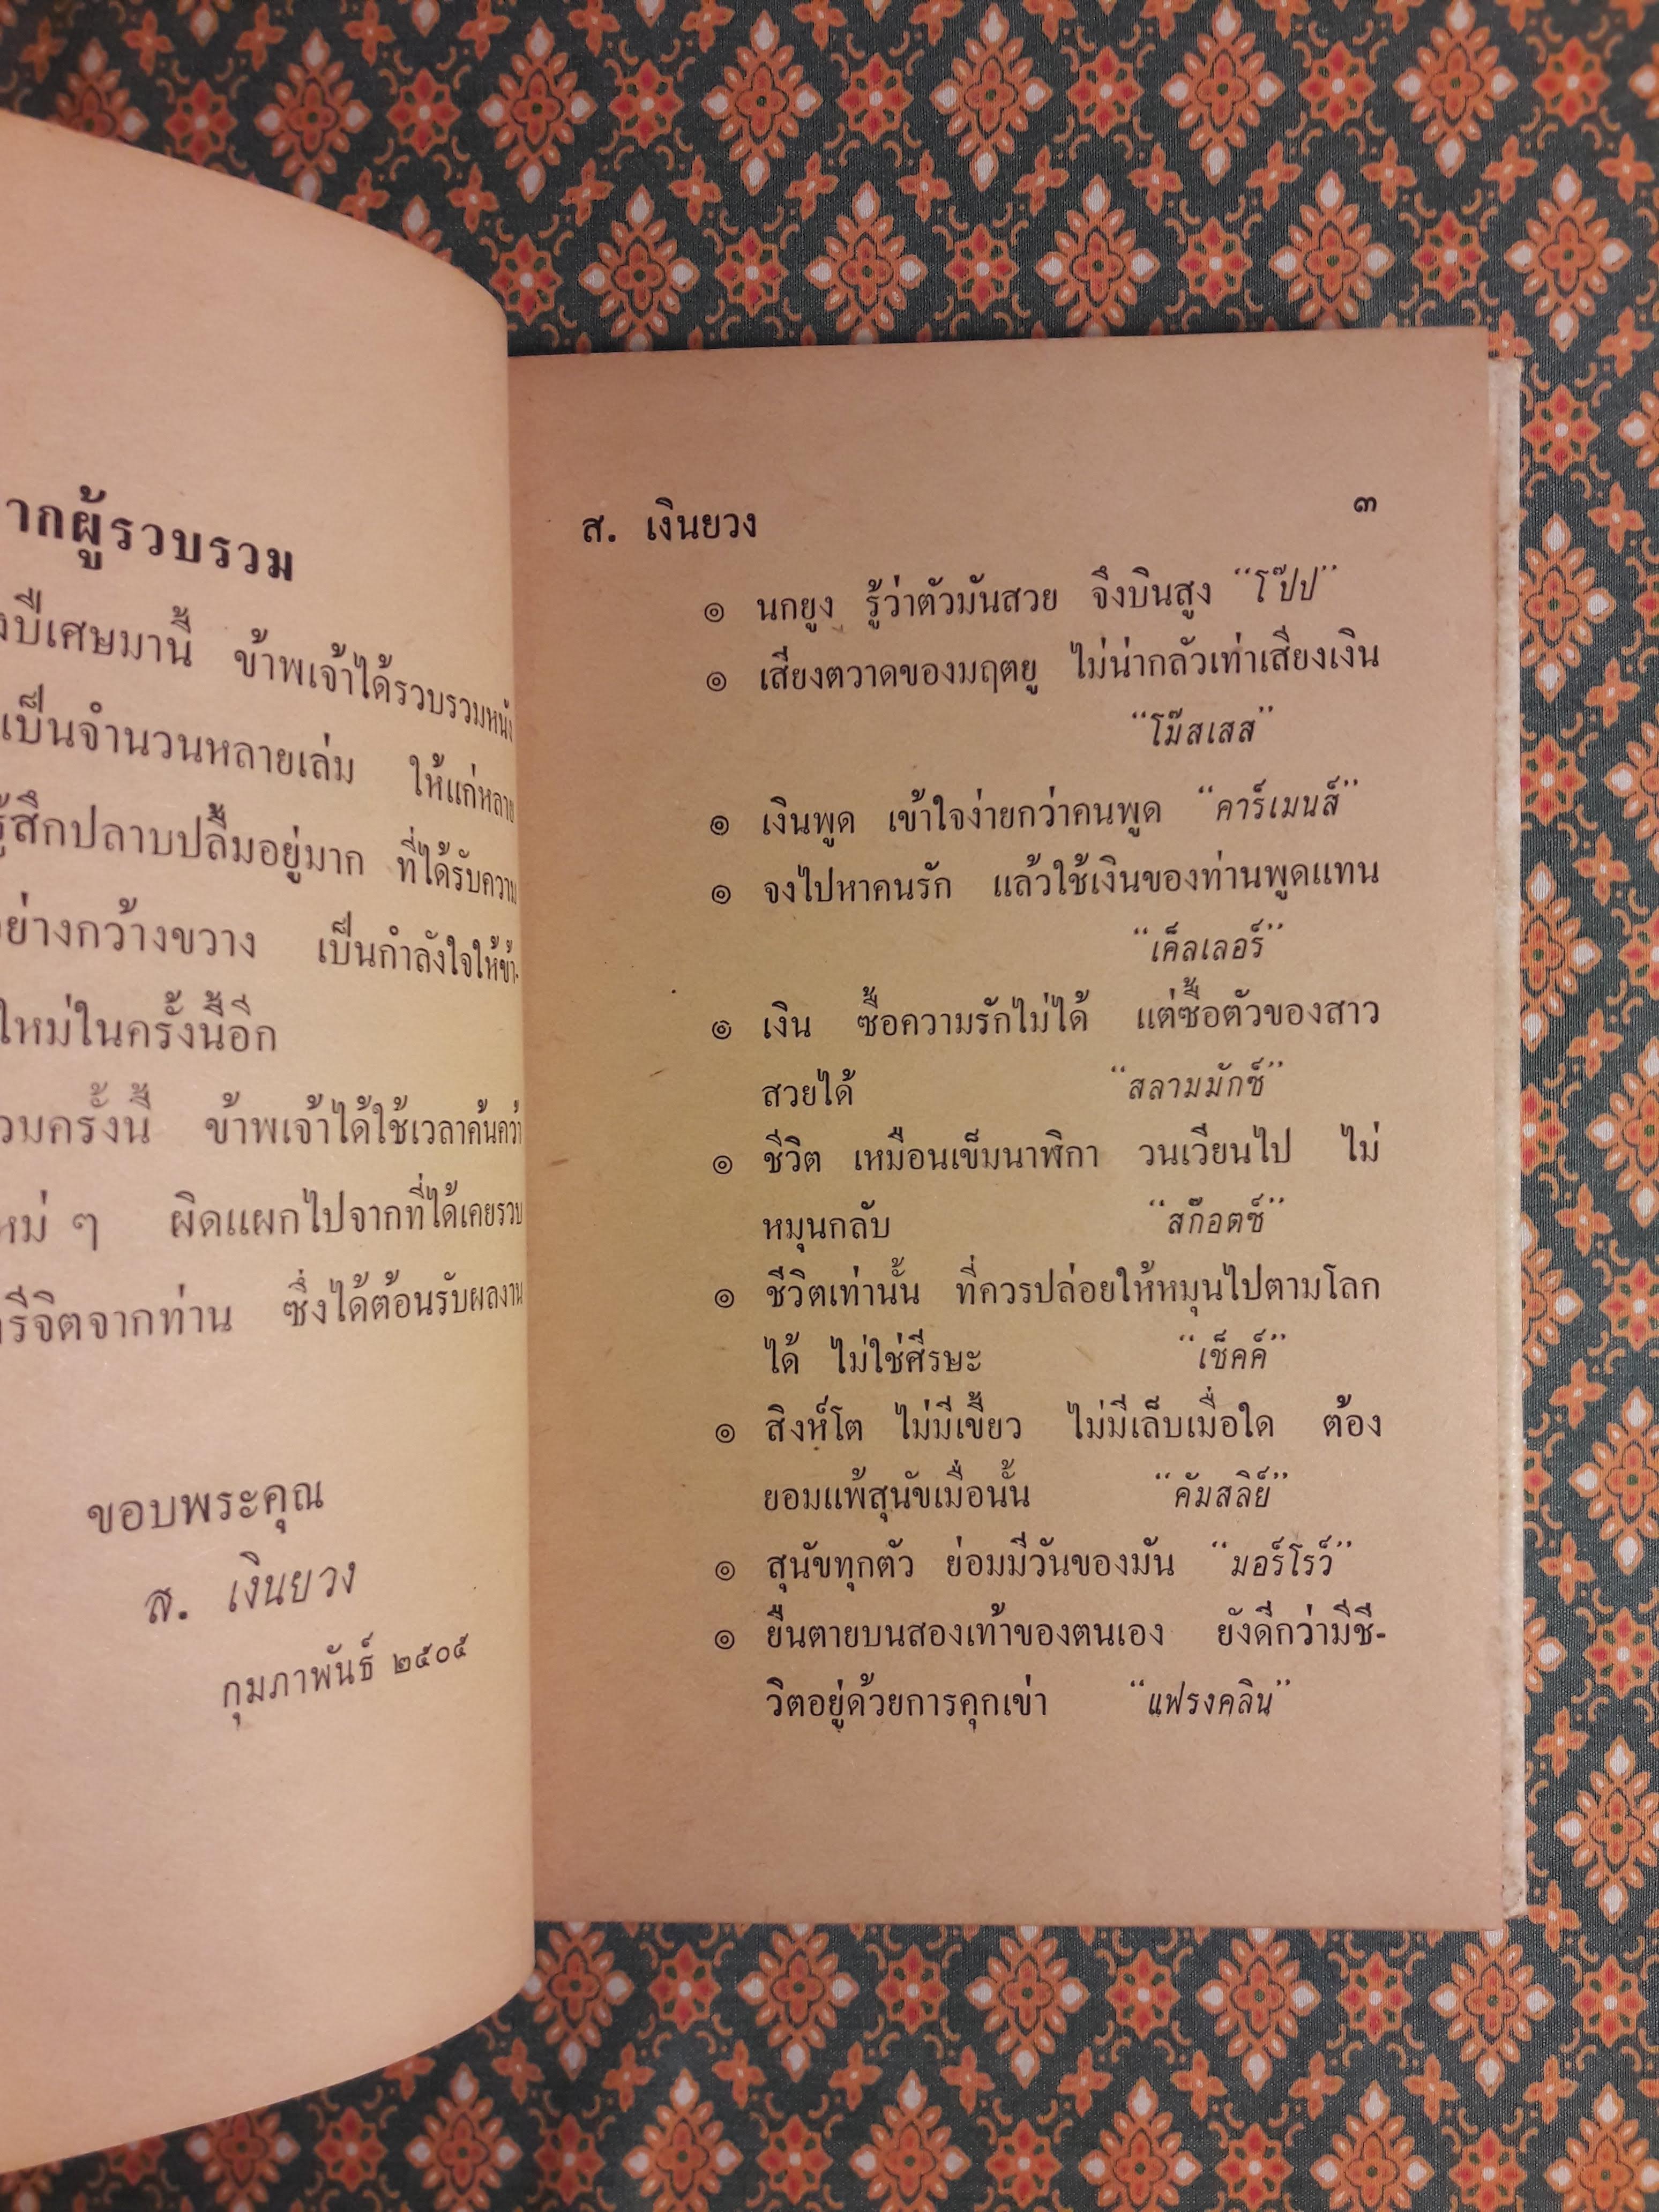 ากผู้รวบรวม
ปีเศษมานี้ ข้าพเจ้าได้รวบรวมหนัง
เป็นจำนวนหลายเล่ม ให้แก่หลาย
รู้สึกปลาบปลื้มอยู่มาก ที่ได้รับความ
อย่างกว้างขวาง เป็นกำลังใจให้ข้า-
ใหม่ในครั้งนี้อีก
วมครั้งนี้ ข้าพเจ้าได้ใช้เวลาค้นคว้า
หม่ ๆ ผิดแผกไปจากที่ได้เคยรวบ
รีจิตจากท่าน ซึ่งได้ต้อนรับผลงาน
ขอบพระคุณ
ส. เงินยวง
กุมภาพันธ์ ๒๕๐๕
ส. เงินยวง ๓
๏ นกยูง รู้ว่าตัวมันสวย จึงบินสูง “โป๊ป”
๏ เสียงตวาดของมฤตยู ไม่น่ากลัวเท่าเสียงเงิน
“โม๊สเสส”
๏ เงินพูด เข้าใจง่ายกว่าคนพูด “คาร์เมนส์”
๏ จงไปหาคนรัก แล้วใช้เงินของท่านพูดแทน
“เค็ลเลอร์”
๏ เงิน ซื้อความรักไม่ได้ แต่ซื้อตัวของสาว
สวยได้ “สลามมักซ์”
๏ ชีวิต เหมือนเข็มนาฬิกา วนเวียนไป ไม่
หมุนกลับ “สก๊อตซ์”
๏ ชีวิตเท่านั้น ที่ควรปล่อยให้หมุนไปตามโลก
ได้ ไม่ใช่ศีรษะ “เช็คค์”
๏ สิงห์โต ไม่มีเขี้ยว ไม่มีเล็บเมื่อใด ต้อง
ยอมแพ้สุนัขเมื่อนั้น “คัมสลิย์”
๏ สุนัขทุกตัว ย่อมมีวันของมัน “มอร์โรว์”
๏ ยืนตายบนสองเท้าของตนเอง ยังดีกว่ามีชี-
วิตอยู่ด้วยการคุกเข่า “แฟรงคลิน”